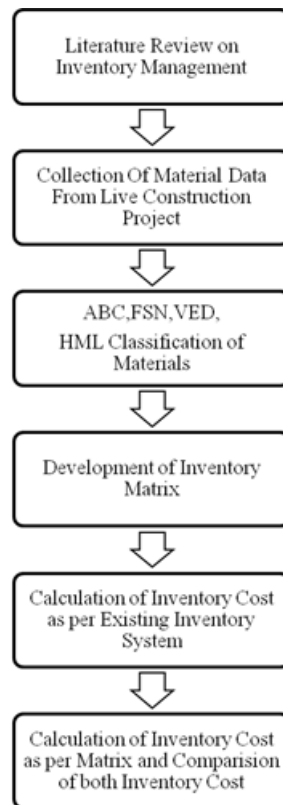 Literature Review on
Inventory Management
Collection Of Material Data
From Live Construction
Project
ABC,FSN,VED,
HML Classification of
Materials
Development of Inventory
Matrix
Calculation of Inventory Cost
as per Existing Inventory
System
Calculation of Inventory Cost
as per Matrix and Comparision
of both Inventory Cost